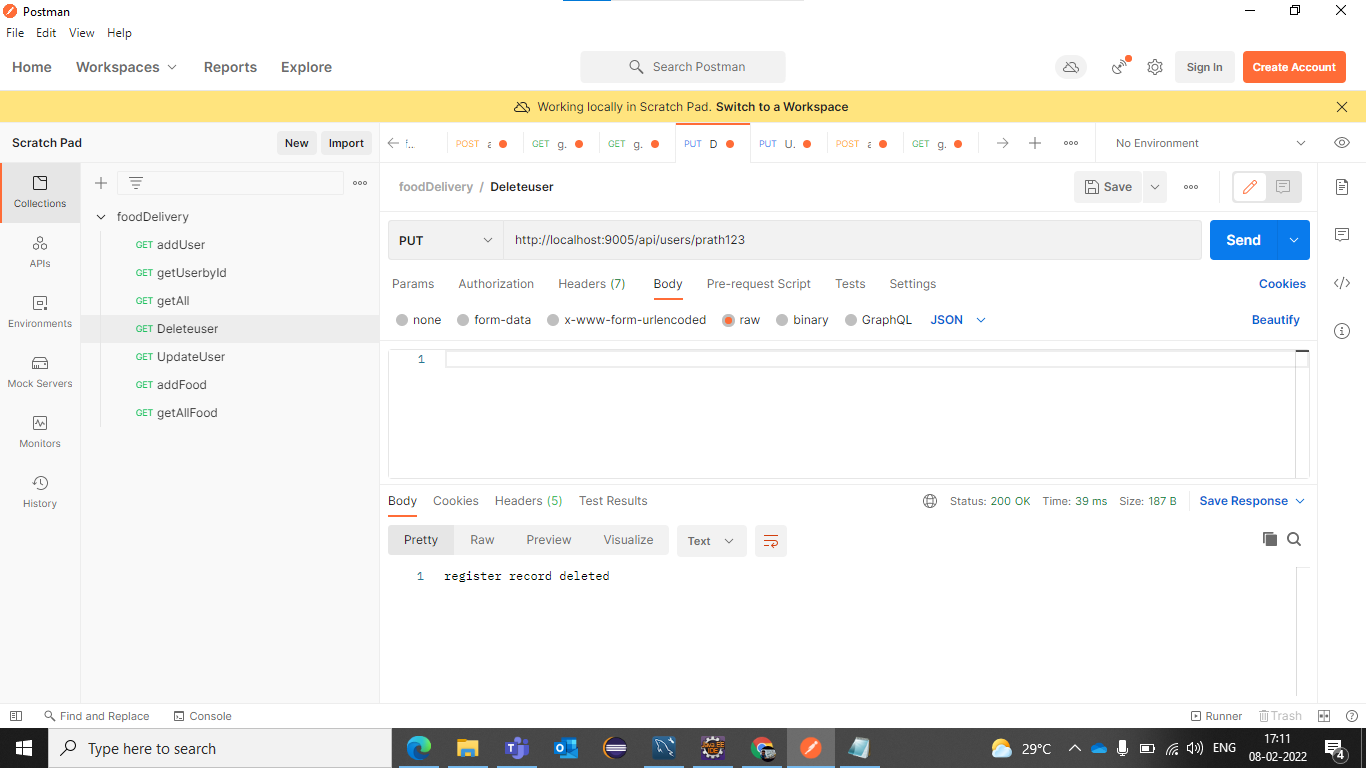 Postman
File Edit View Help
Home Workspaces Reports Explore Search Postman Sign In Create Account
Working locally in Scratch Pad. Switch to a Workspace
Scratch Pad New Import
f... POST a GET g. GET g. PUT D PUT U. POST a GET g. No Environment
Collections
APIs
Environments
Mock Servers
Monitors
History
foodDelivery
GET addUser
GET getUserbyId
GET getAll
GET Deleteuser
GET UpdateUser
GET addFood
GET getAllFood
foodDelivery / Deleteuser Save
PUT http://localhost:9005/api/users/prath123 Send
Params Authorization Headers (7) Body Pre-request Script Tests Settings Cookies
none form-data x-www-form-urlencoded raw binary GraphQL JSON Beautify
1
Body Cookies Headers (5) Test Results Status: 200 OK Time: 39 ms Size: 187 B Save Response
Pretty Raw Preview Visualize Text
1 register record deleted
Find and Replace Console Runner Trash
Type here to search 29°C ENG 17:11
08-02-2022 4